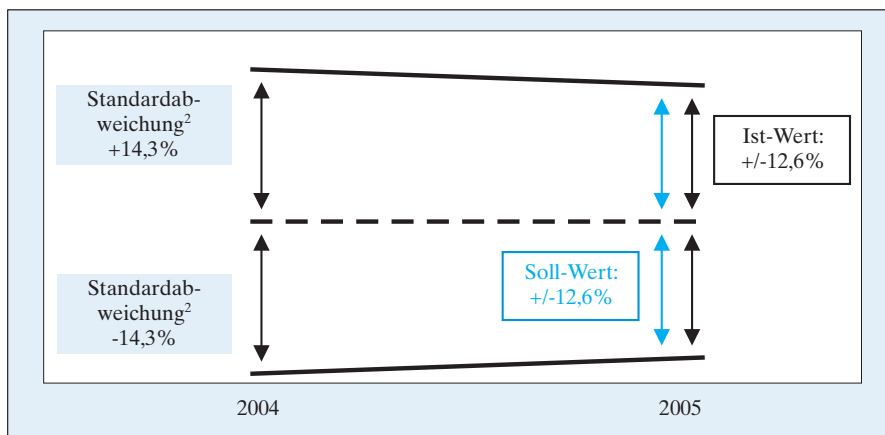 Standardab-
weichung²
+14,3%
Ist-Wert:
+/-12,6%
Soll-Wert:
+/-12,6%
Standardab-
weichung²
-14,3%
2004
2005